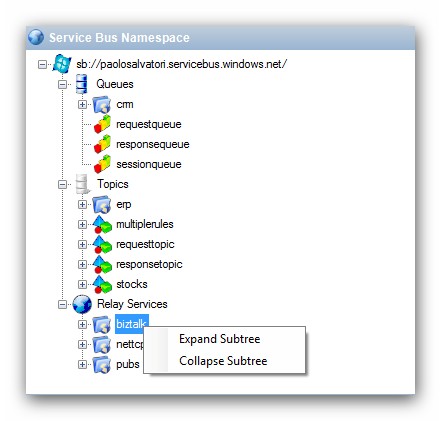 Service Bus Namespace
sb://paolosalvatori.servicebus.windows.net/
Queues
crm
requestqueue
responsequeue
sessionqueue
Topics
erp
multiplerules
requesttopic
responsetopic
stocks
Relay Services
biztalk
Expand Subtree
nettcp
Collapse Subtree
pubs